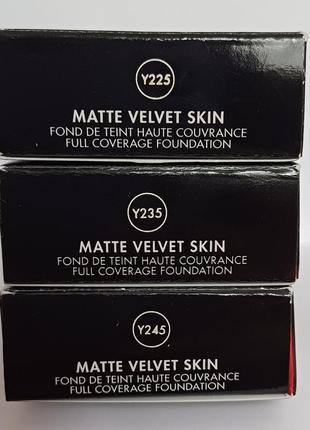 Y225
MATTE VELVET SKIN
FOND DE TEINT HAUTE COUVRANCE
FULL COVERAGE FOUNDATION
Y235
MATTE VELVET SKIN
FOND DE TEINT HAUTE COUVRANCE
FULL COVERAGE FOUNDATION
Y245
MATTE VELVET SKIN
FOND DE TEINT HAUTE COUVRANCE
FULL COVERAGE FOUNDATION